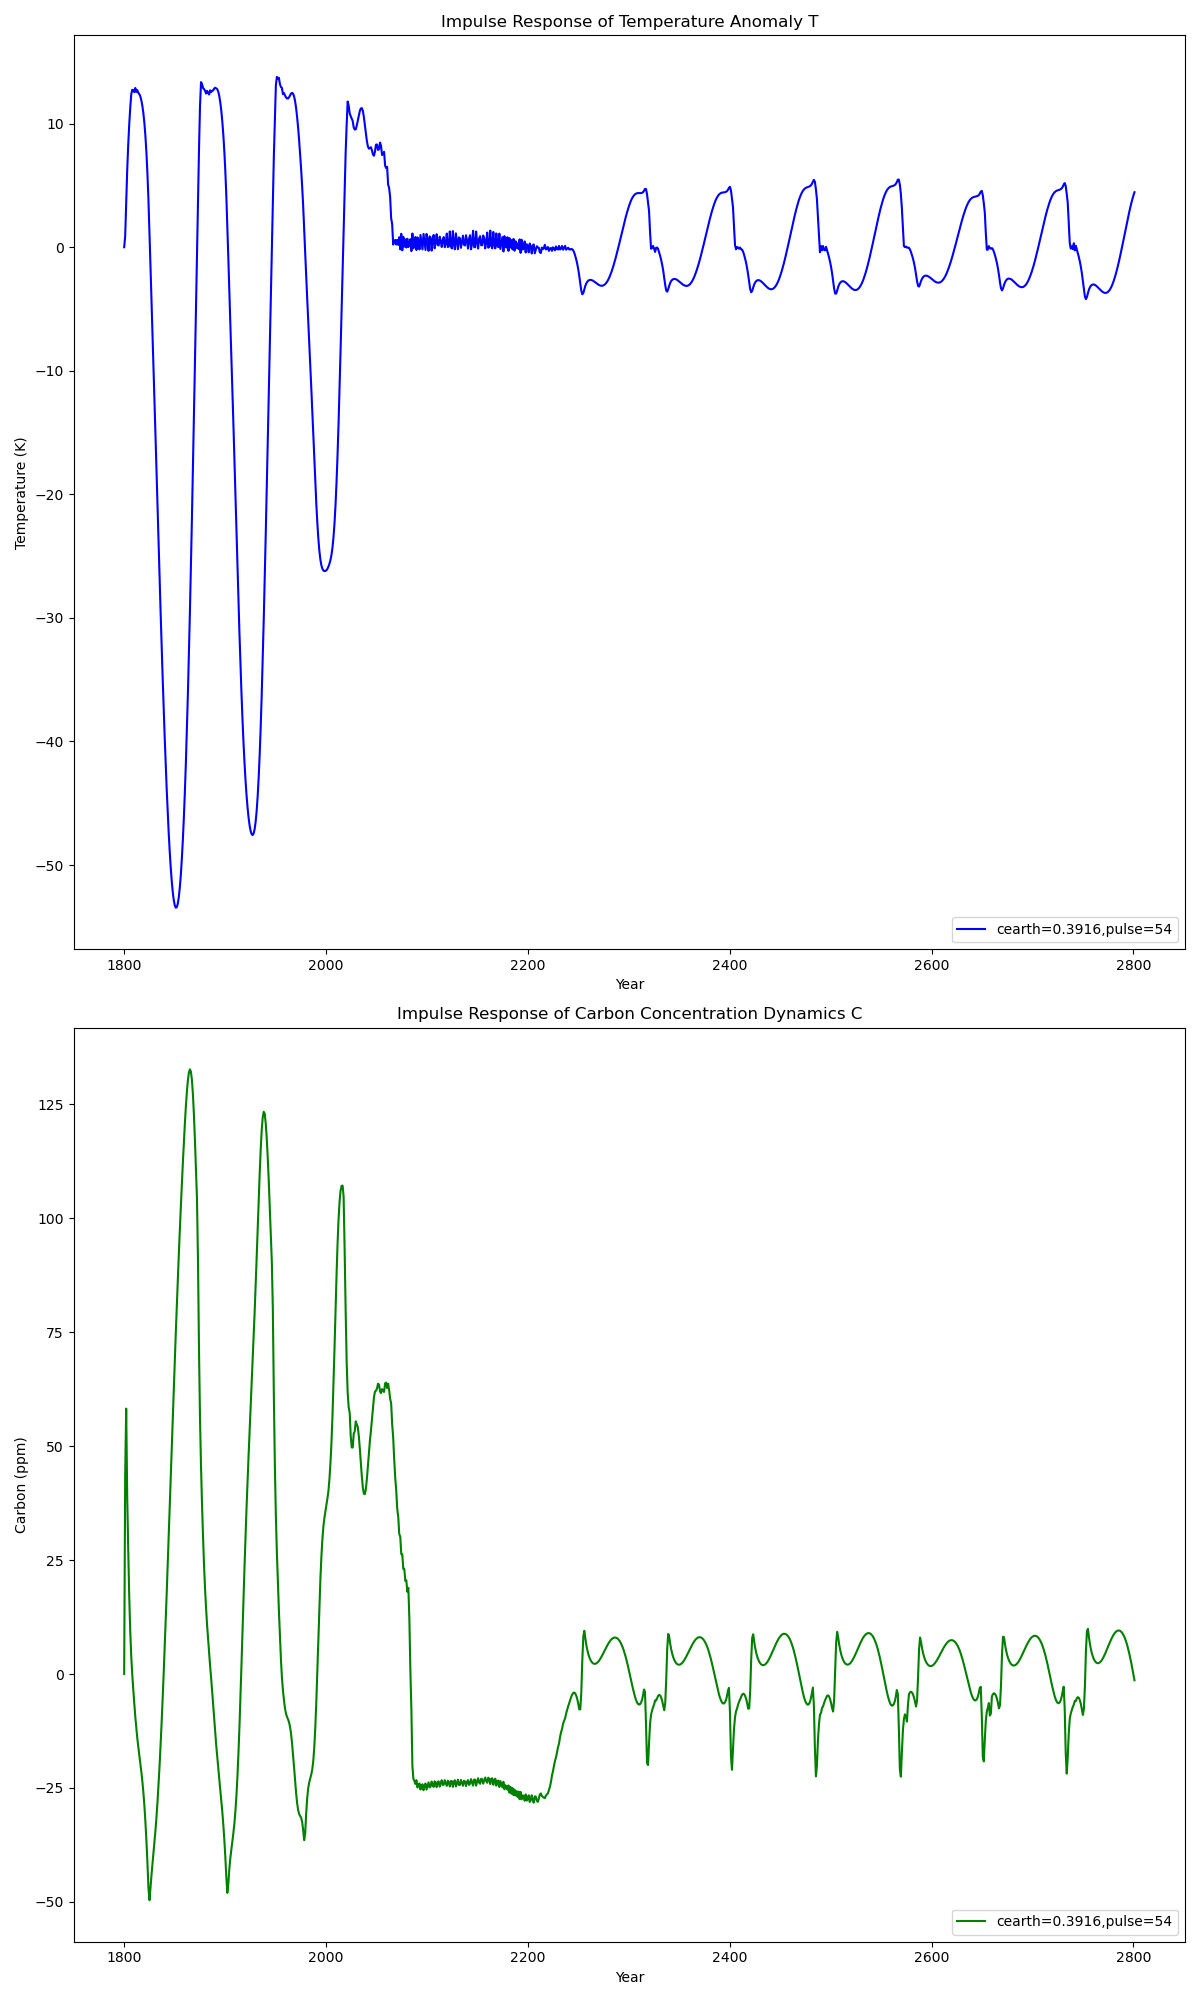 Impulse Response of Temperature Anomaly T
10
0
−10
−20
−30
−40
−50
Temperature (K)
cearth=0.3916,pulse=54
1800 2000 2200 2400 2600 2800
Year
Impulse Response of Carbon Concentration Dynamics C
125
100
75
50
25
0
−25
−50
Carbon (ppm)
cearth=0.3916,pulse=54
1800 2000 2200 2400 2600 2800
Year